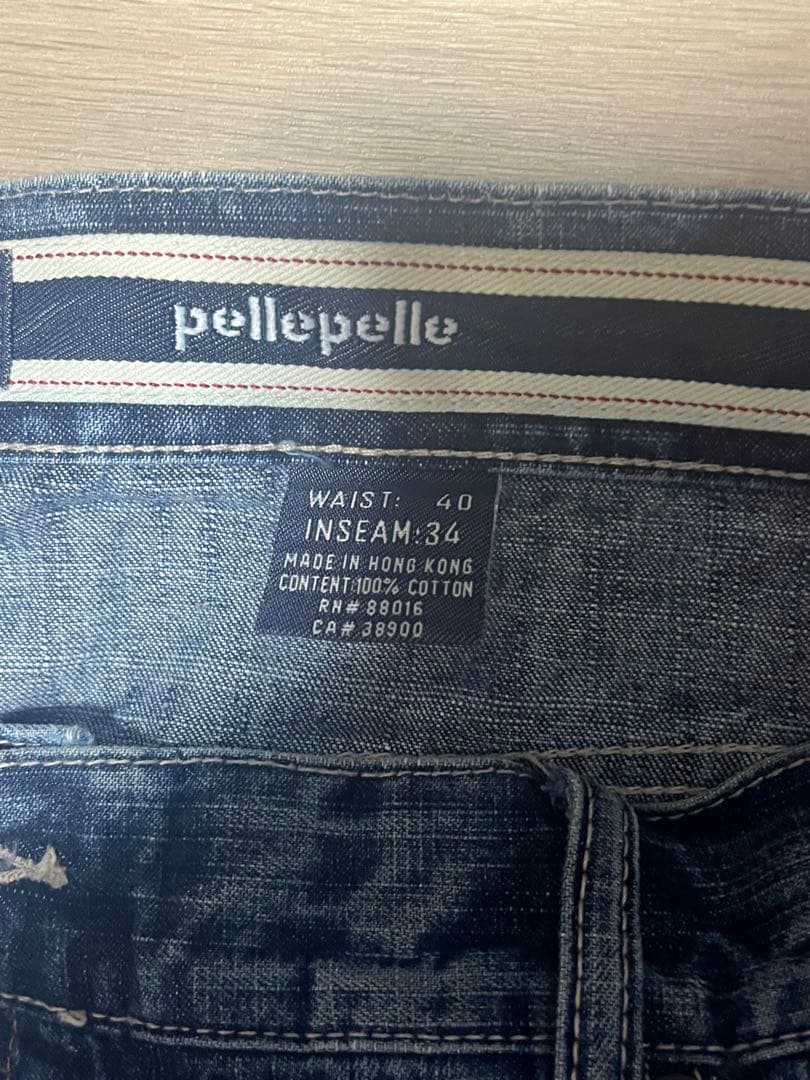 pellepelle
WAIST: 40
INSEAM:34
MADE IN HONG KONG
CONTENT:100% COTTON
RN# 88016
CA# 38900